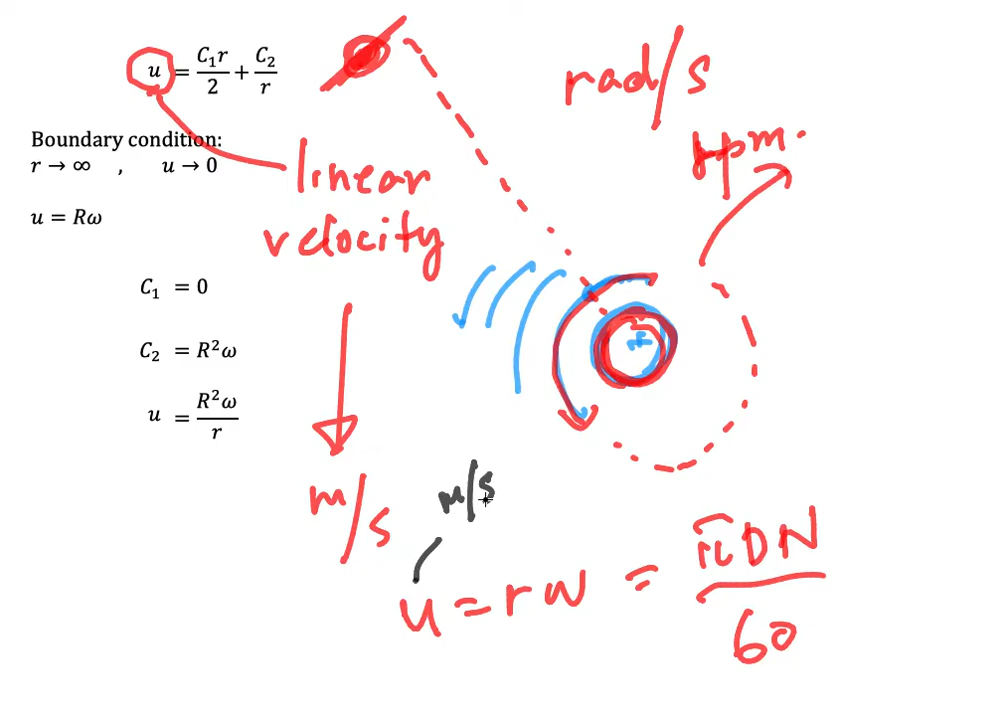 u = C₁r/2 + C₂/r
rad/s
rpm.
Boundary condition:
r → ∞ , u → 0
linear
velocity
u = Rω
C₁ = 0
C₂ = R²ω
u = R²ω/r
m/s
m/s
u = rω = πDN/60